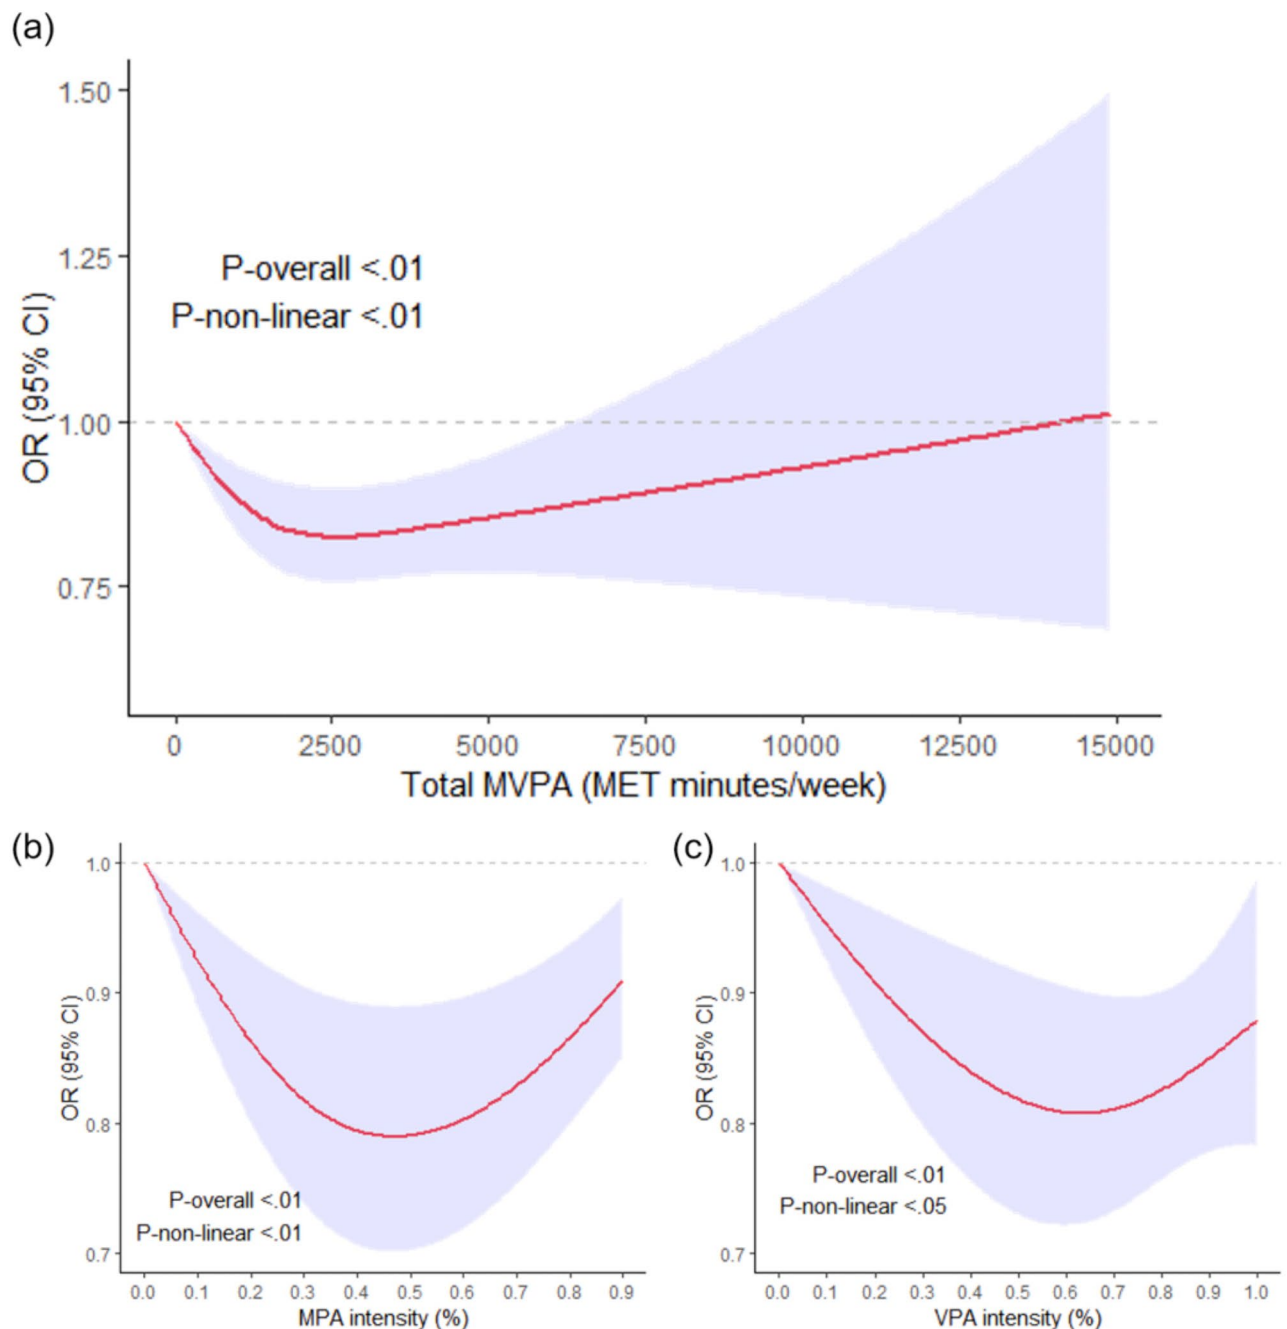 (a)
OR (95% CI)
1.50
1.25
1.00
0.75
P-overall <.01
P-non-linear <.01
0 2500 5000 7500 10000 12500 15000
Total MVPA (MET minutes/week)
(b)
OR (95% CI)
1.0
0.9
0.8
0.7
P-overall <.01
P-non-linear <.01
0.0 0.1 0.2 0.3 0.4 0.5 0.6 0.7 0.8 0.9
MPA intensity (%)
(c)
OR (95% CI)
1.0
0.9
0.8
0.7
P-overall <.01
P-non-linear <.05
0.0 0.1 0.2 0.3 0.4 0.5 0.6 0.7 0.8 0.9 1.0
VPA intensity (%)